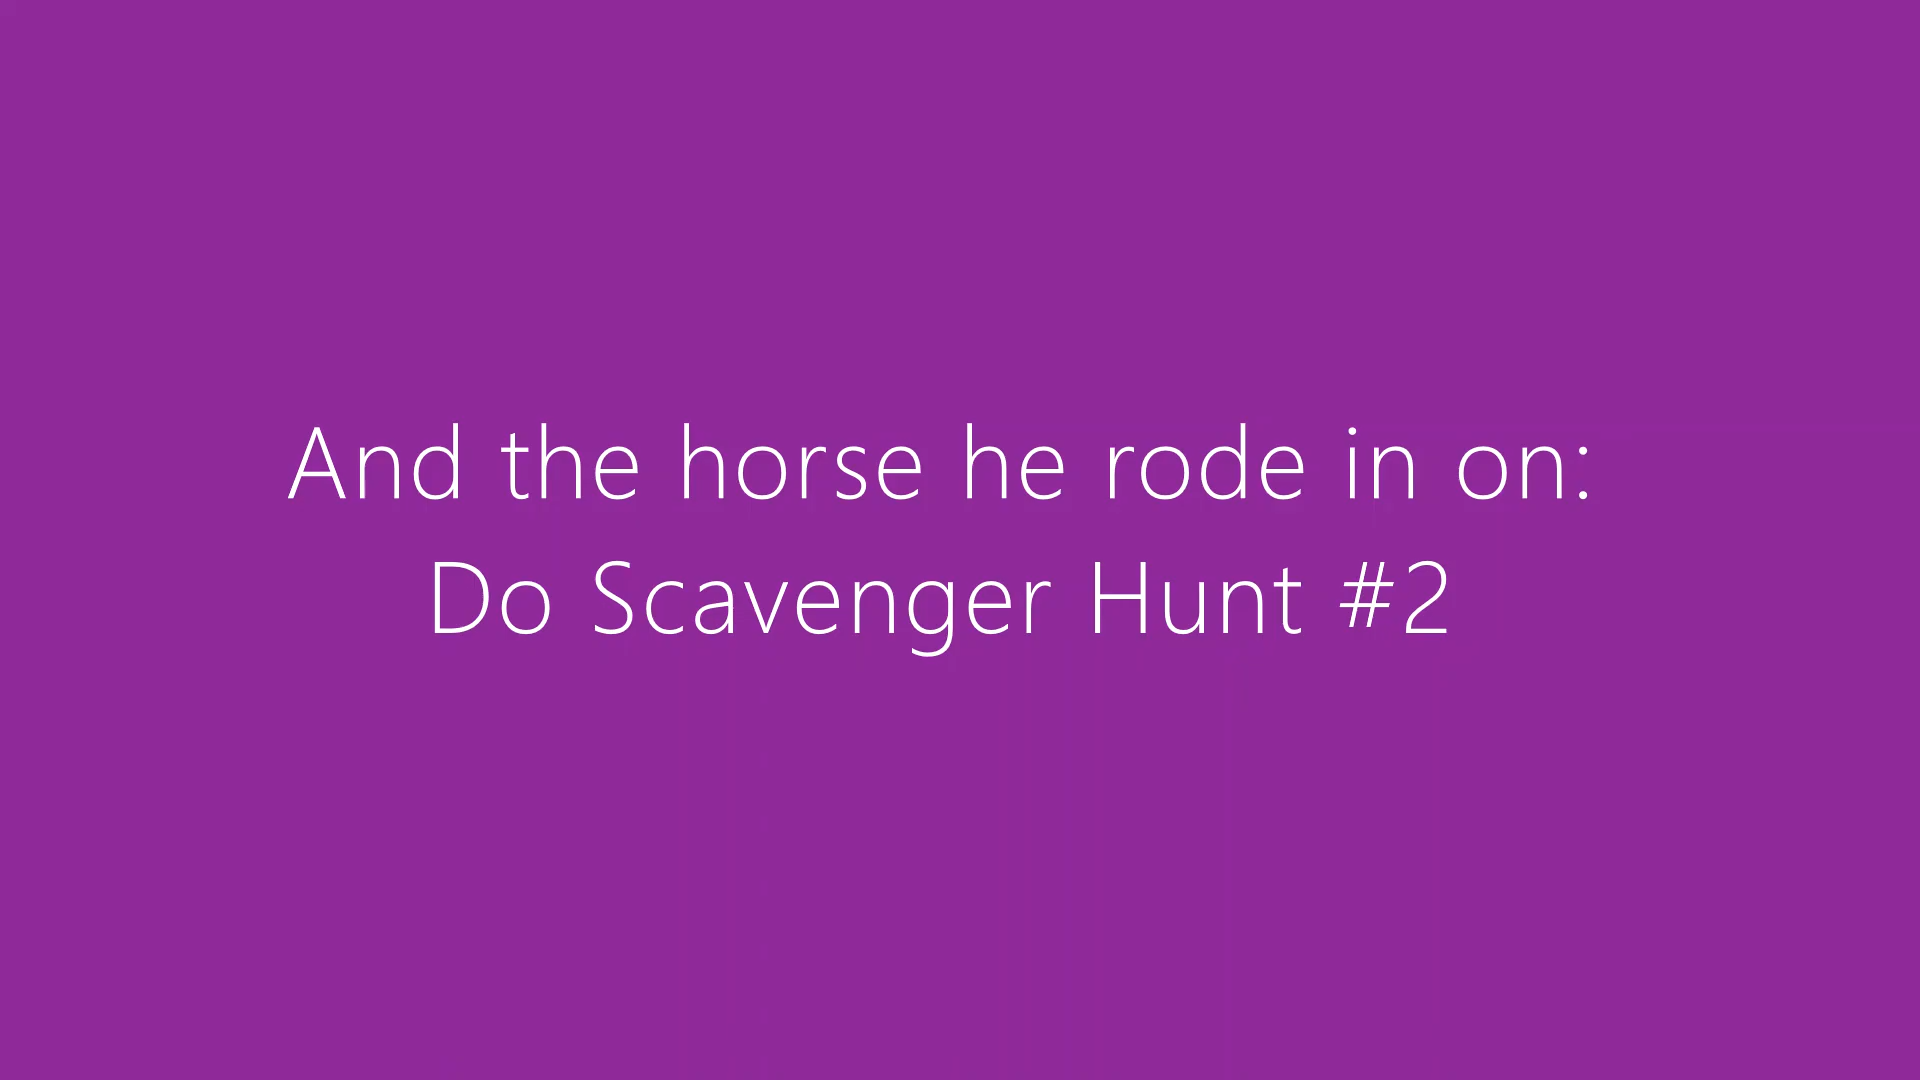 And the horse he rode in on:
Do Scavenger Hunt #2